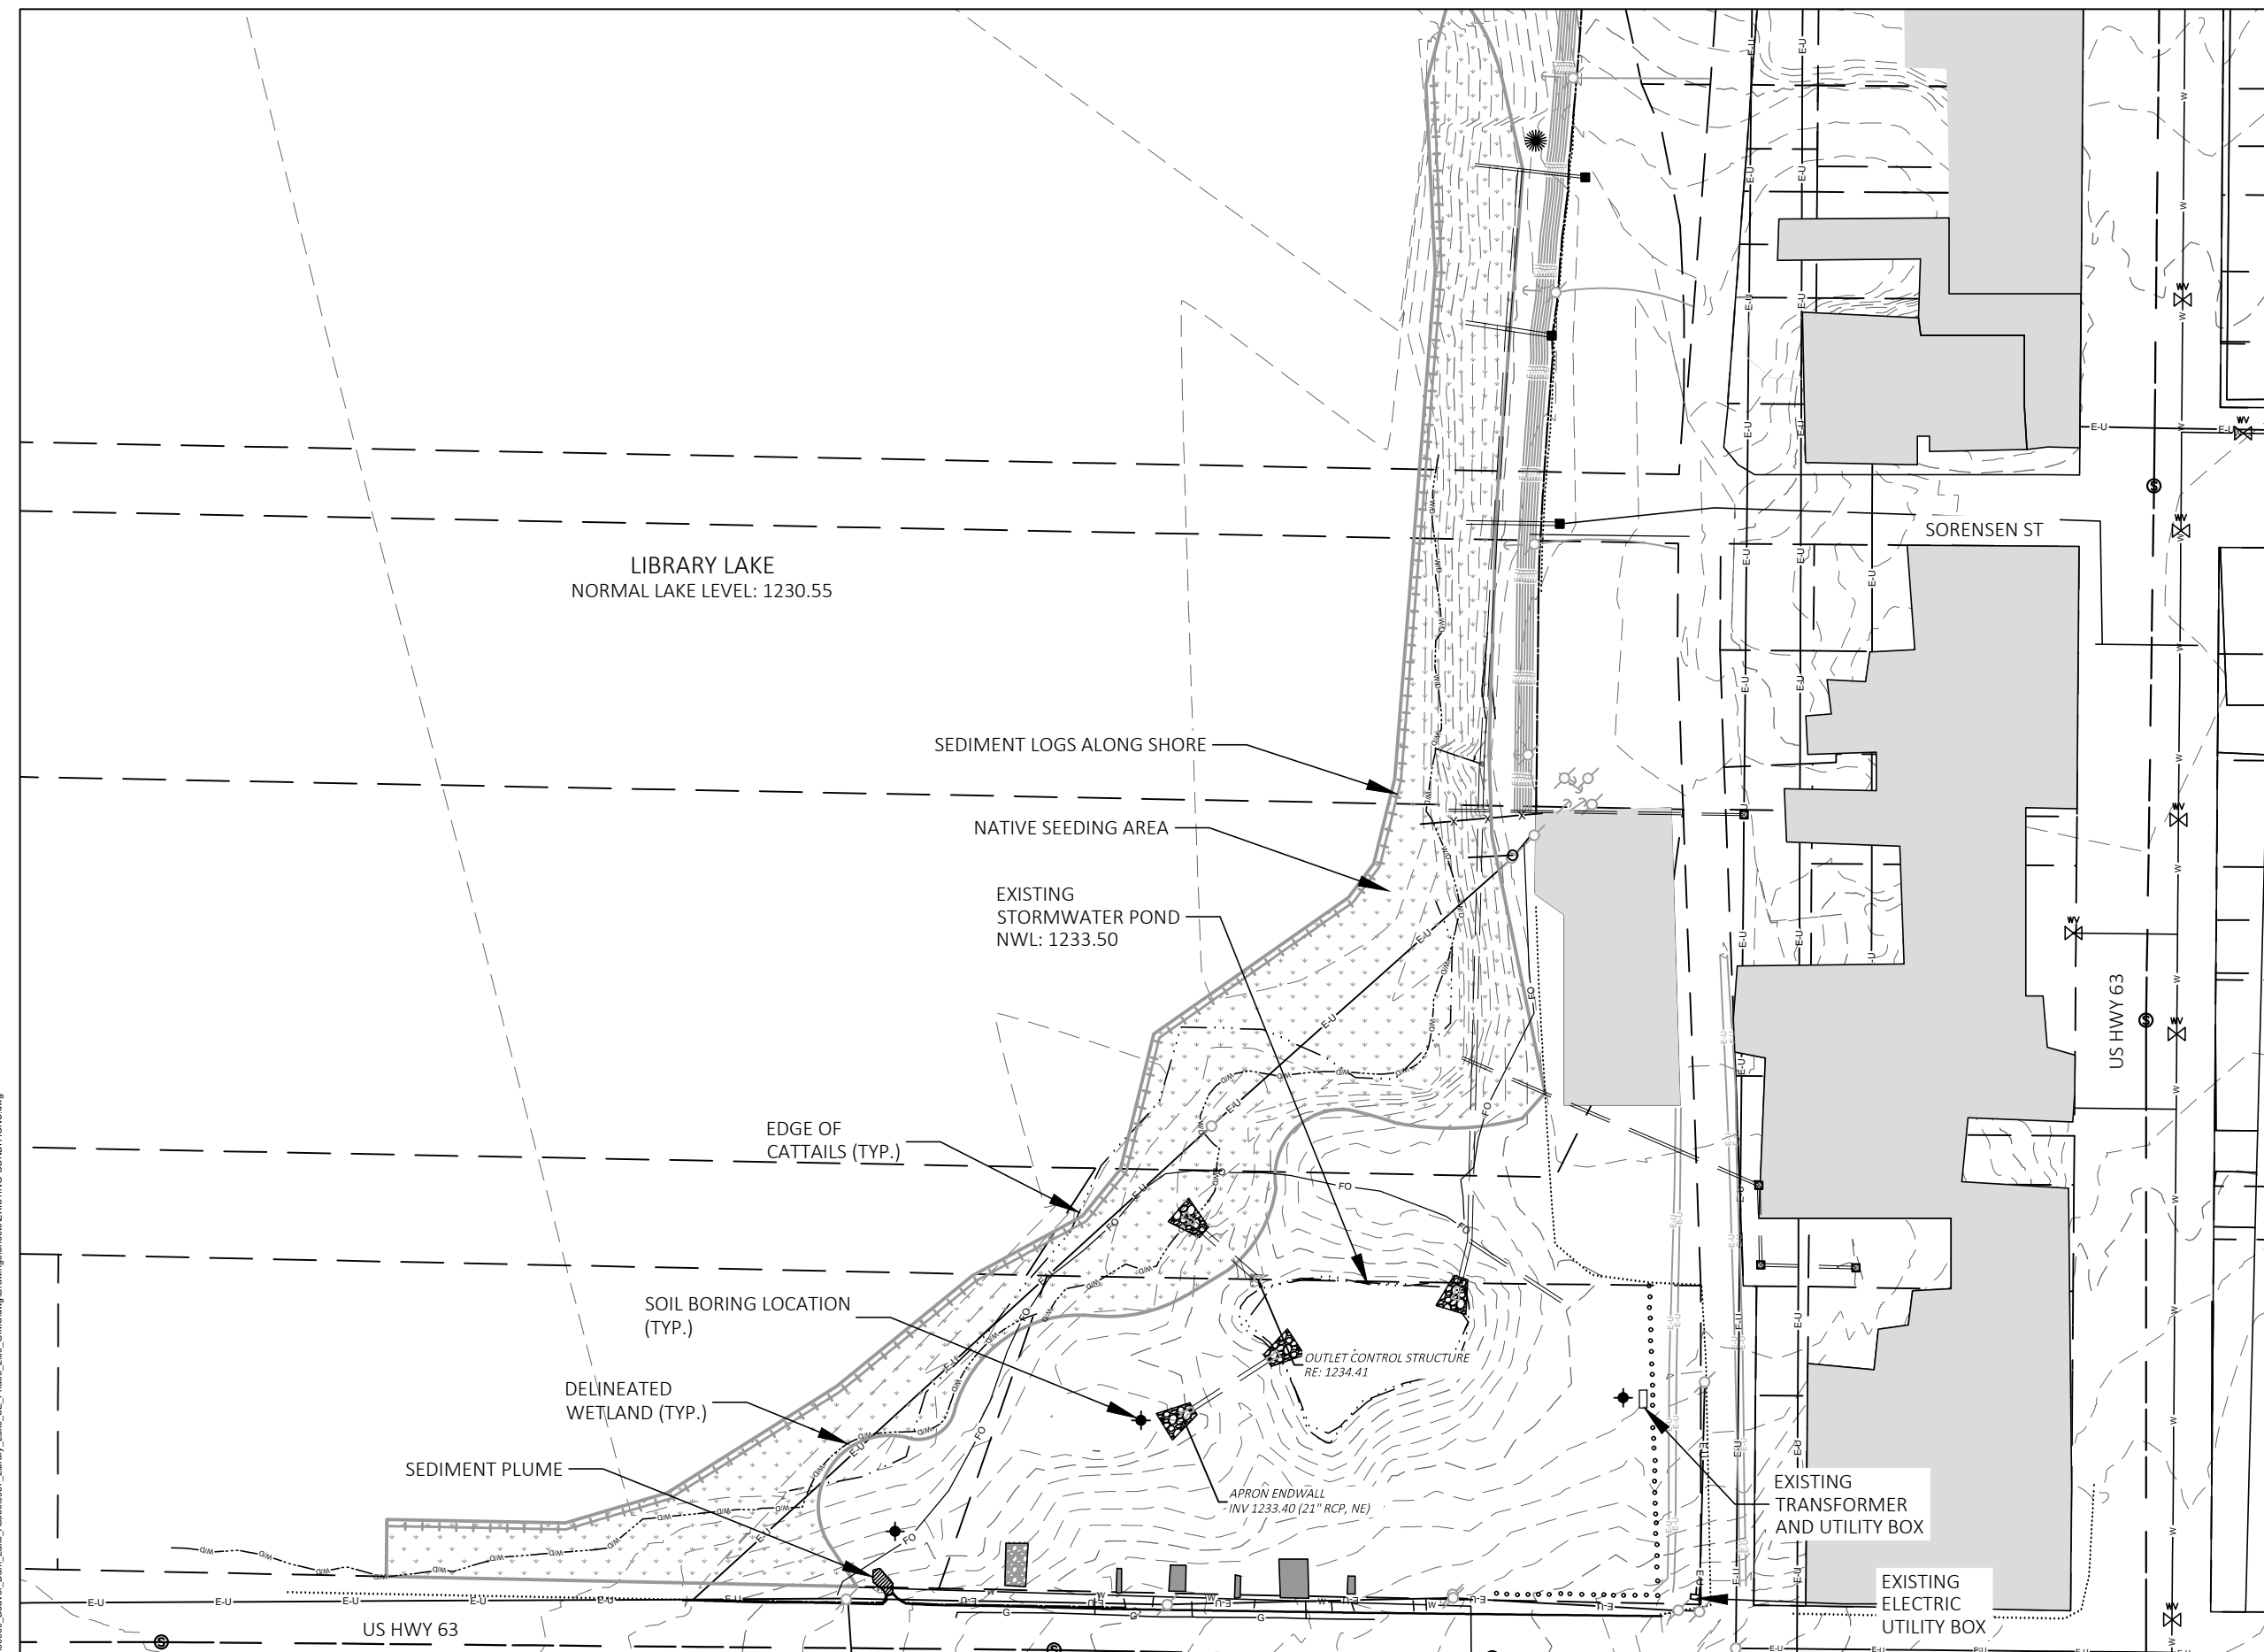 SORENSEN ST
LIBRARY LAKE
NORMAL LAKE LEVEL: 1230.55
SEDIMENT LOGS ALONG SHORE
NATIVE SEEDING AREA
EXISTING
STORMWATER POND
NWL: 1233.50
US HWY 63
EDGE OF
CATTAILS (TYP.)
SOIL BORING LOCATION
(TYP.)
OUTLET CONTROL STRUCTURE
RE: 1234.41
DELINEATED
WETLAND (TYP.)
SEDIMENT PLUME
APRON ENDWALL
INV 1233.40 (21" RCP, NE)
EXISTING
TRANSFORMER
AND UTILITY BOX
EXISTING
ELECTRIC
UTILITY BOX
US HWY 63